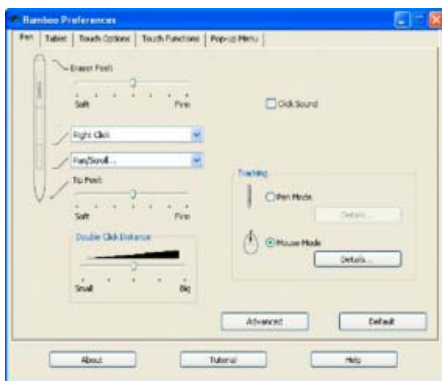 Bamboo Preferences
Pen Tablet Touch Options Touch Functions Pop-up Menu
Eraser Feel:
Soft Firm
Click Sound
Right Click
Pan/Scroll...
Tip Feel:
Soft Firm
Tracking
Pen Mode
Details...
Mouse Mode
Details...
Double Click Distance
Small Big
Advanced Default
About Tutorial Help